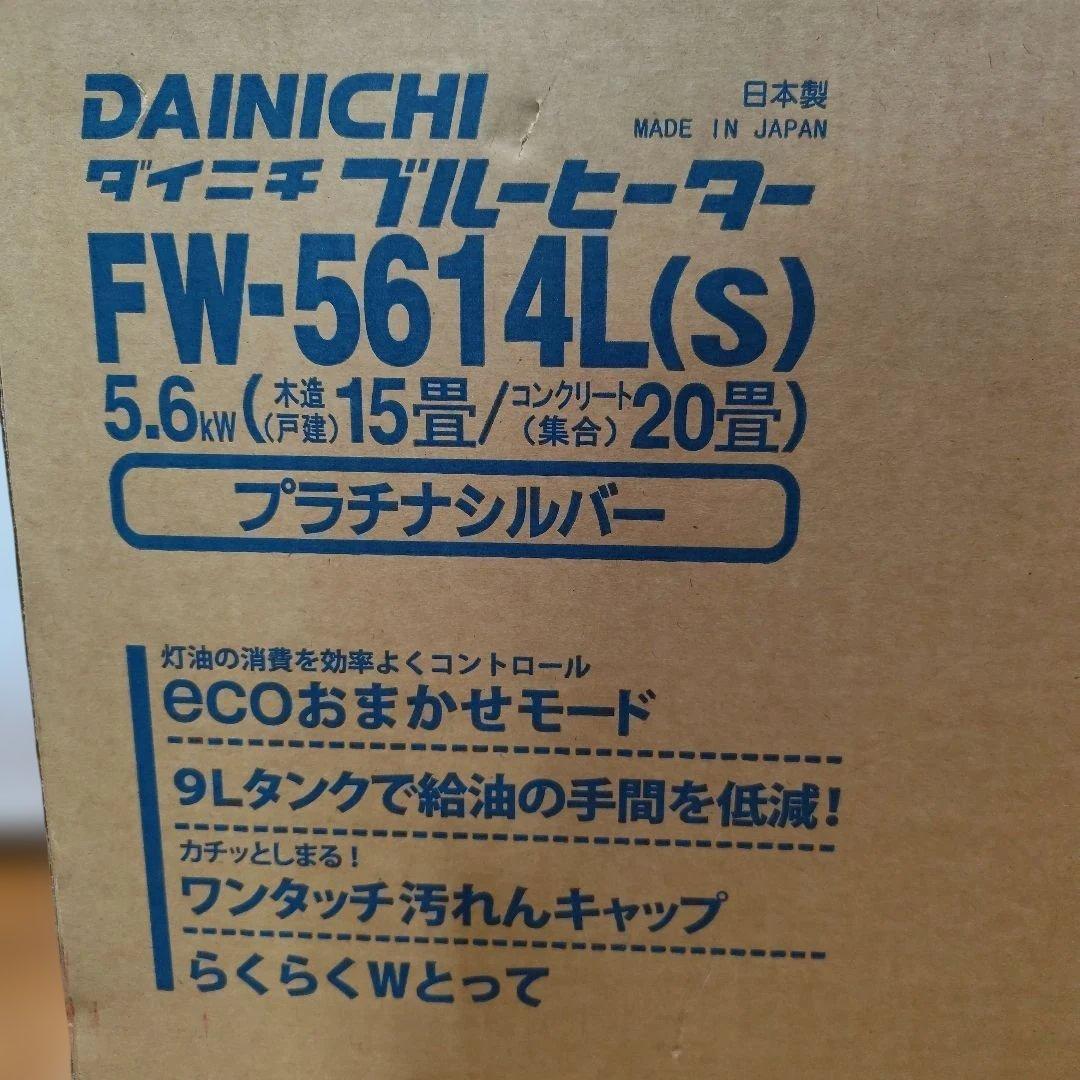 DAINICHI
日本製
MADE IN JAPAN
ダイニチ ブルーヒーター
FW-5614L(S)
5.6kW (木造(戸建)15畳/コンクリート(集合)20畳)
プラチナシルバー
灯油の消費を効率よくコントロール
ecoおまかせモード
9Lタンクで給油の手間を低減!
カチッとしまる!
ワンタッチ汚れんキャップ
らくらくWとって